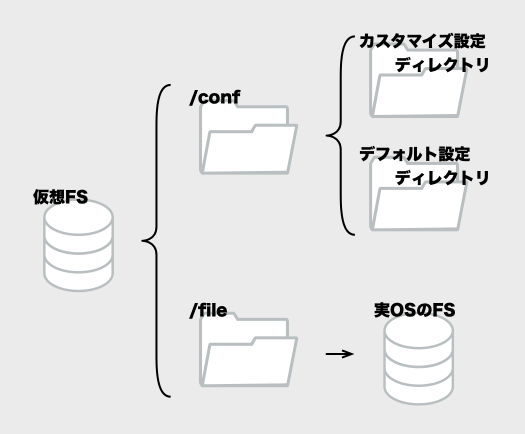 仮想FS
/conf
カスタマイズ設定
ディレクトリ
デフォルト設定
ディレクトリ
/file
実OSのFS